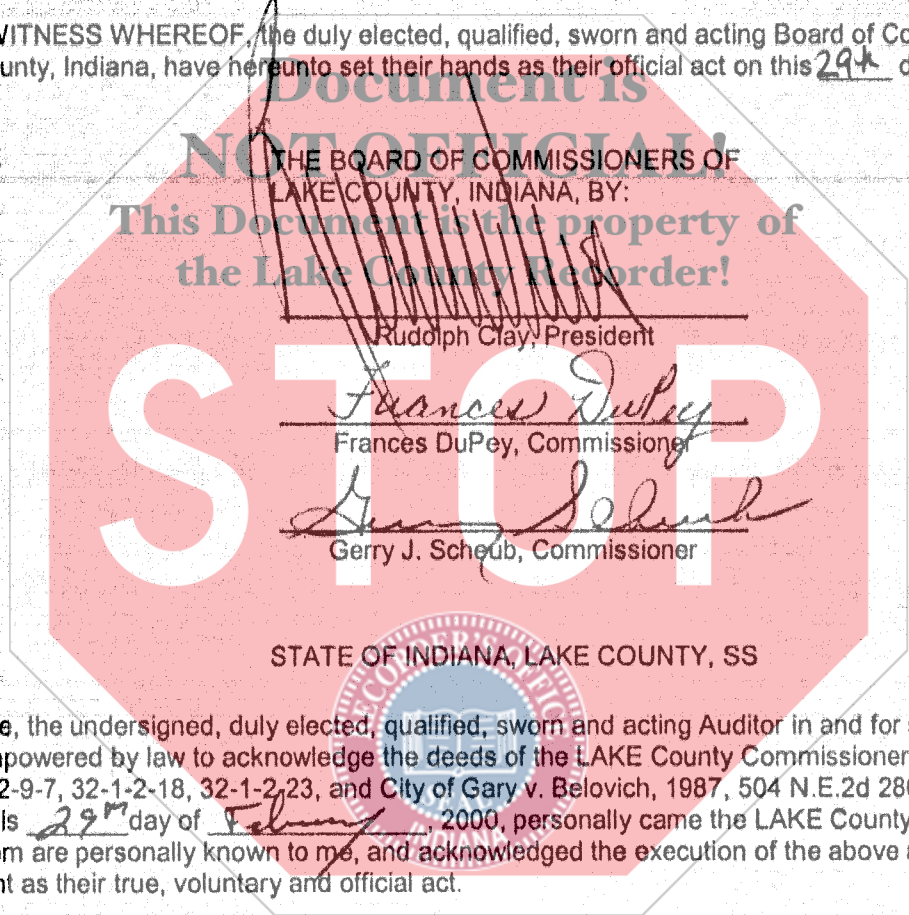 WITNESS WHEREOF, the duly elected, qualified, sworn and acting Board of Co
unty, Indiana, have hereunto set their hands as their official act on this 29th d
Document is
NOT OFFICIAL!
THE BOARD OF COMMISSIONERS OF
LAKE COUNTY, INDIANA, BY:
This Document is the property of
the Lake County Recorder!
Rudolph Clay, President
Frances DuPey
Frances DuPey, Commissioner
Gerry Scheub
Gerry J. Scheub, Commissioner
STOP
STATE OF INDIANA, LAKE COUNTY, SS
RECORDER'S OFFICE
SEAL
INDIANA
e, the undersigned, duly elected, qualified, sworn and acting Auditor in and for
powered by law to acknowledge the deeds of the LAKE County Commissioner
2-9-7, 32-1-2-18, 32-1-2-23, and City of Gary v. Belovich, 1987, 504 N.E.2d 28
is 29th day of February, 2000, personally came the LAKE County
m are personally known to me, and acknowledged the execution of the above a
nt as their true, voluntary and official act.